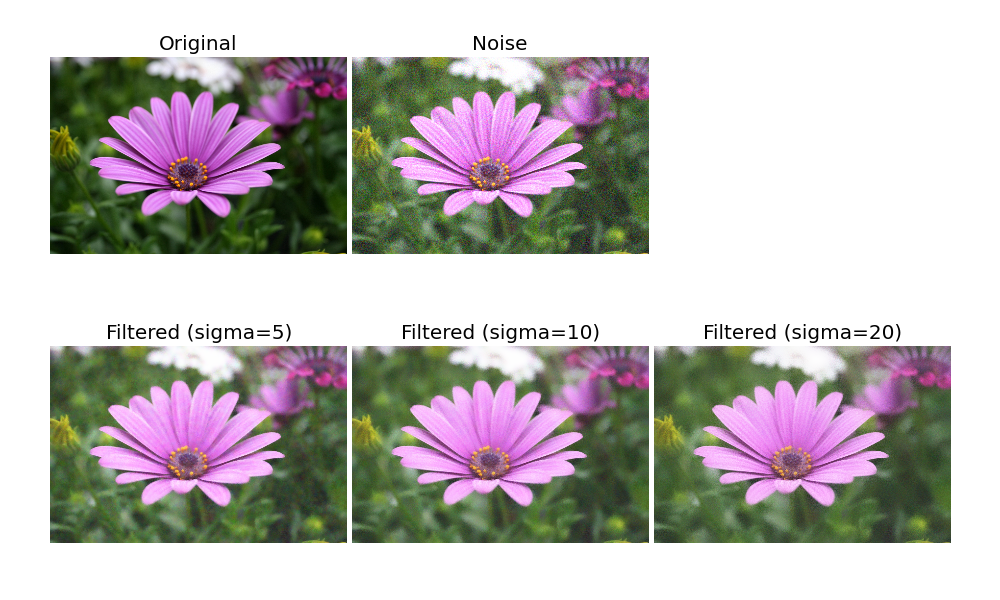 Original
Noise
Filtered (sigma=5)
Filtered (sigma=10)
Filtered (sigma=20)